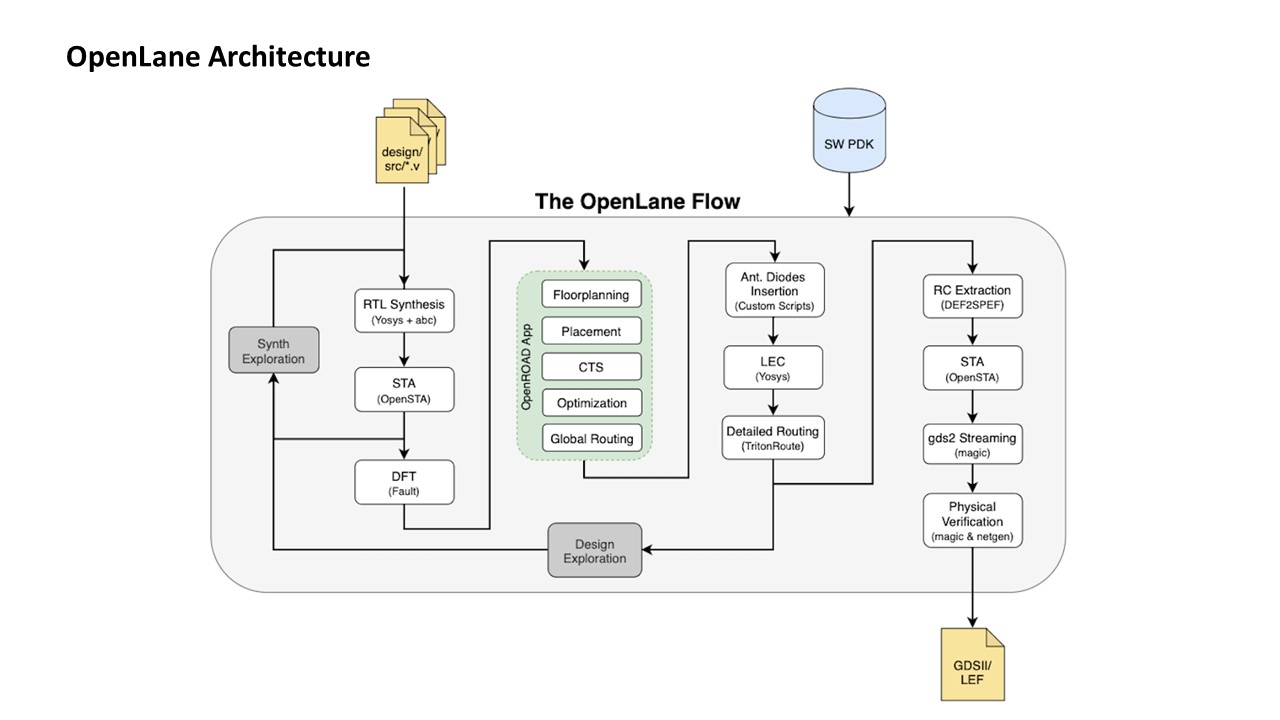 OpenLane Architecture
design/
src/*.v
SW PDK
The OpenLane Flow
RTL Synthesis
(Yosys + abc)
Synth
Exploration
STA
(OpenSTA)
DFT
(Fault)
OpenROAD App
Floorplanning
Placement
CTS
Optimization
Global Routing
Design
Exploration
Ant. Diodes
Insertion
(Custom Scripts)
LEC
(Yosys)
Detailed Routing
(TritonRoute)
RC Extraction
(DEF2SPEF)
STA
(OpenSTA)
gds2 Streaming
(magic)
Physical
Verification
(magic & netgen)
GDSII/
LEF